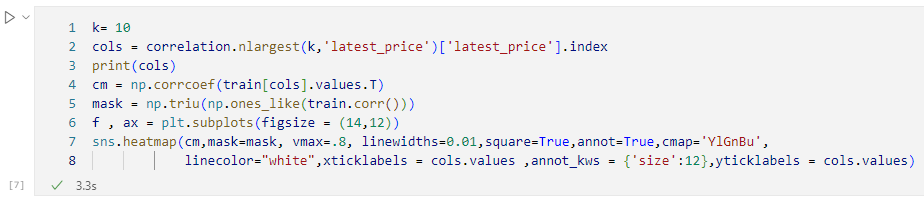 1 k= 10
2 cols = correlation.nlargest(k,'latest_price')['latest_price'].index
3 print(cols)
4 cm = np.corrcoef(train[cols].values.T)
5 mask = np.triu(np.ones_like(train.corr()))
6 f , ax = plt.subplots(figsize = (14,12))
7 sns.heatmap(cm,mask=mask, vmax=.8, linewidths=0.01,square=True,annot=True,cmap='YlGnBu',
8 linecolor="white",xticklabels = cols.values ,annot_kws = {'size':12},yticklabels = cols.values)
[7] ✓ 3.3s